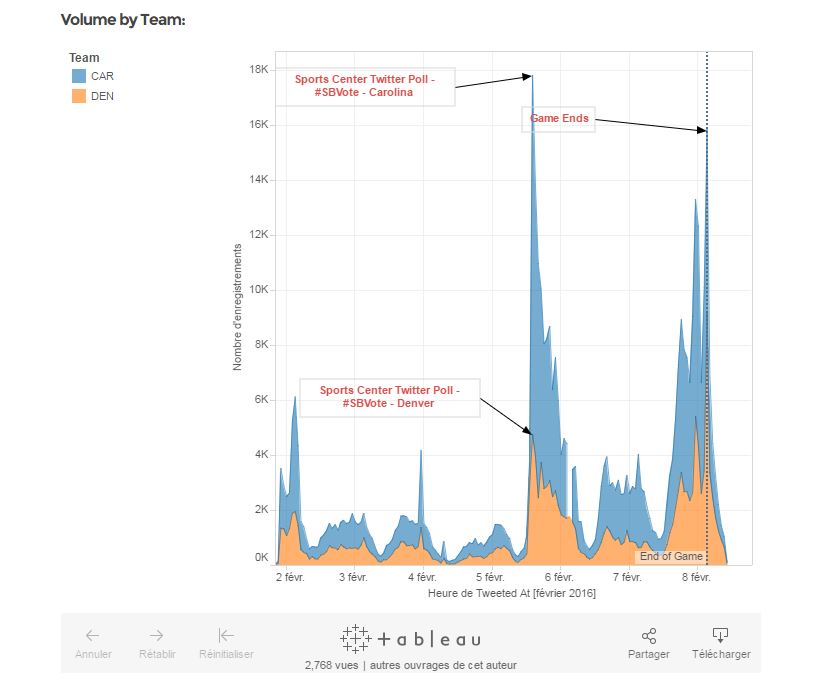 Volume by Team:
Team
CAR
DEN
18K
16K
14K
12K
10K
8K
6K
4K
2K
0K
Nombre d'enregistrements
Sports Center Twitter Poll -
#SBVote - Carolina
Game Ends
Sports Center Twitter Poll -
#SBVote - Denver
End of Game
2 févr.
3 févr.
4 févr.
5 févr.
6 févr.
7 févr.
8 févr.
Heure de Tweeted At [février 2016]
Annuler
Rétablir
Réinitialiser
+ableau
2,768 vues | autres ouvrages de cet auteur
Partager
Télécharger